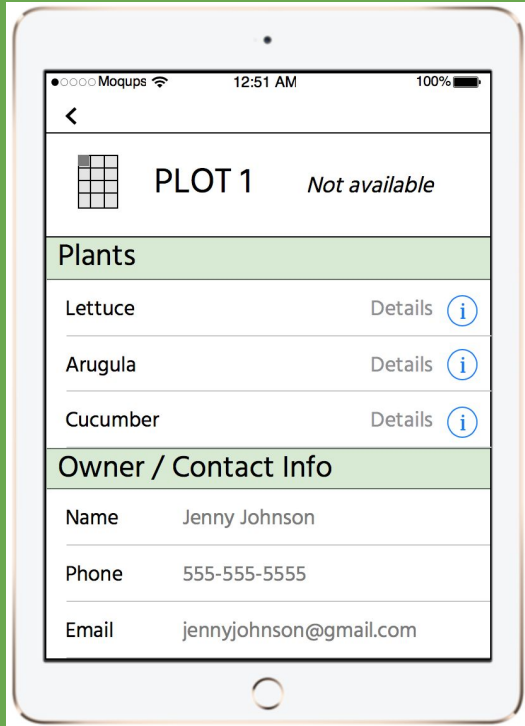 Moqups 12:51 AM 100%
<
PLOT 1 Not available
Plants
Lettuce Details i
Arugula Details i
Cucumber Details i
Owner / Contact Info
Name Jenny Johnson
Phone 555-555-5555
Email jennyjohnson@gmail.com